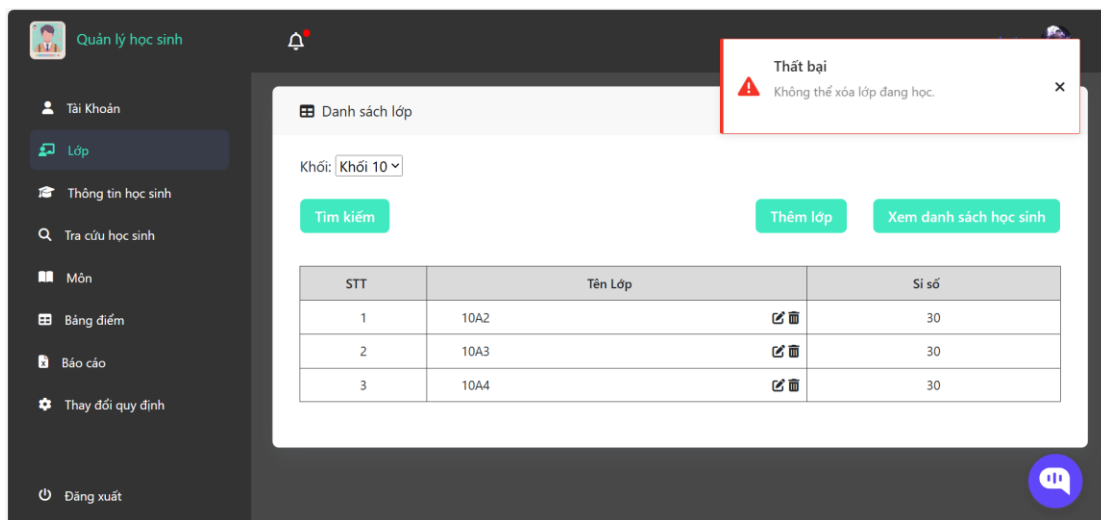 Quản lý học sinh
Thất bại
Không thể xóa lớp đang học.
Tài Khoản
Lớp
Thông tin học sinh
Tra cứu học sinh
Môn
Bảng điểm
Báo cáo
Thay đổi quy định
Đăng xuất
Danh sách lớp
Khối: Khối 10
Tìm kiếm Thêm lớp Xem danh sách học sinh
STT Tên Lớp Sỉ số
1 10A2 30
2 10A3 30
3 10A4 30